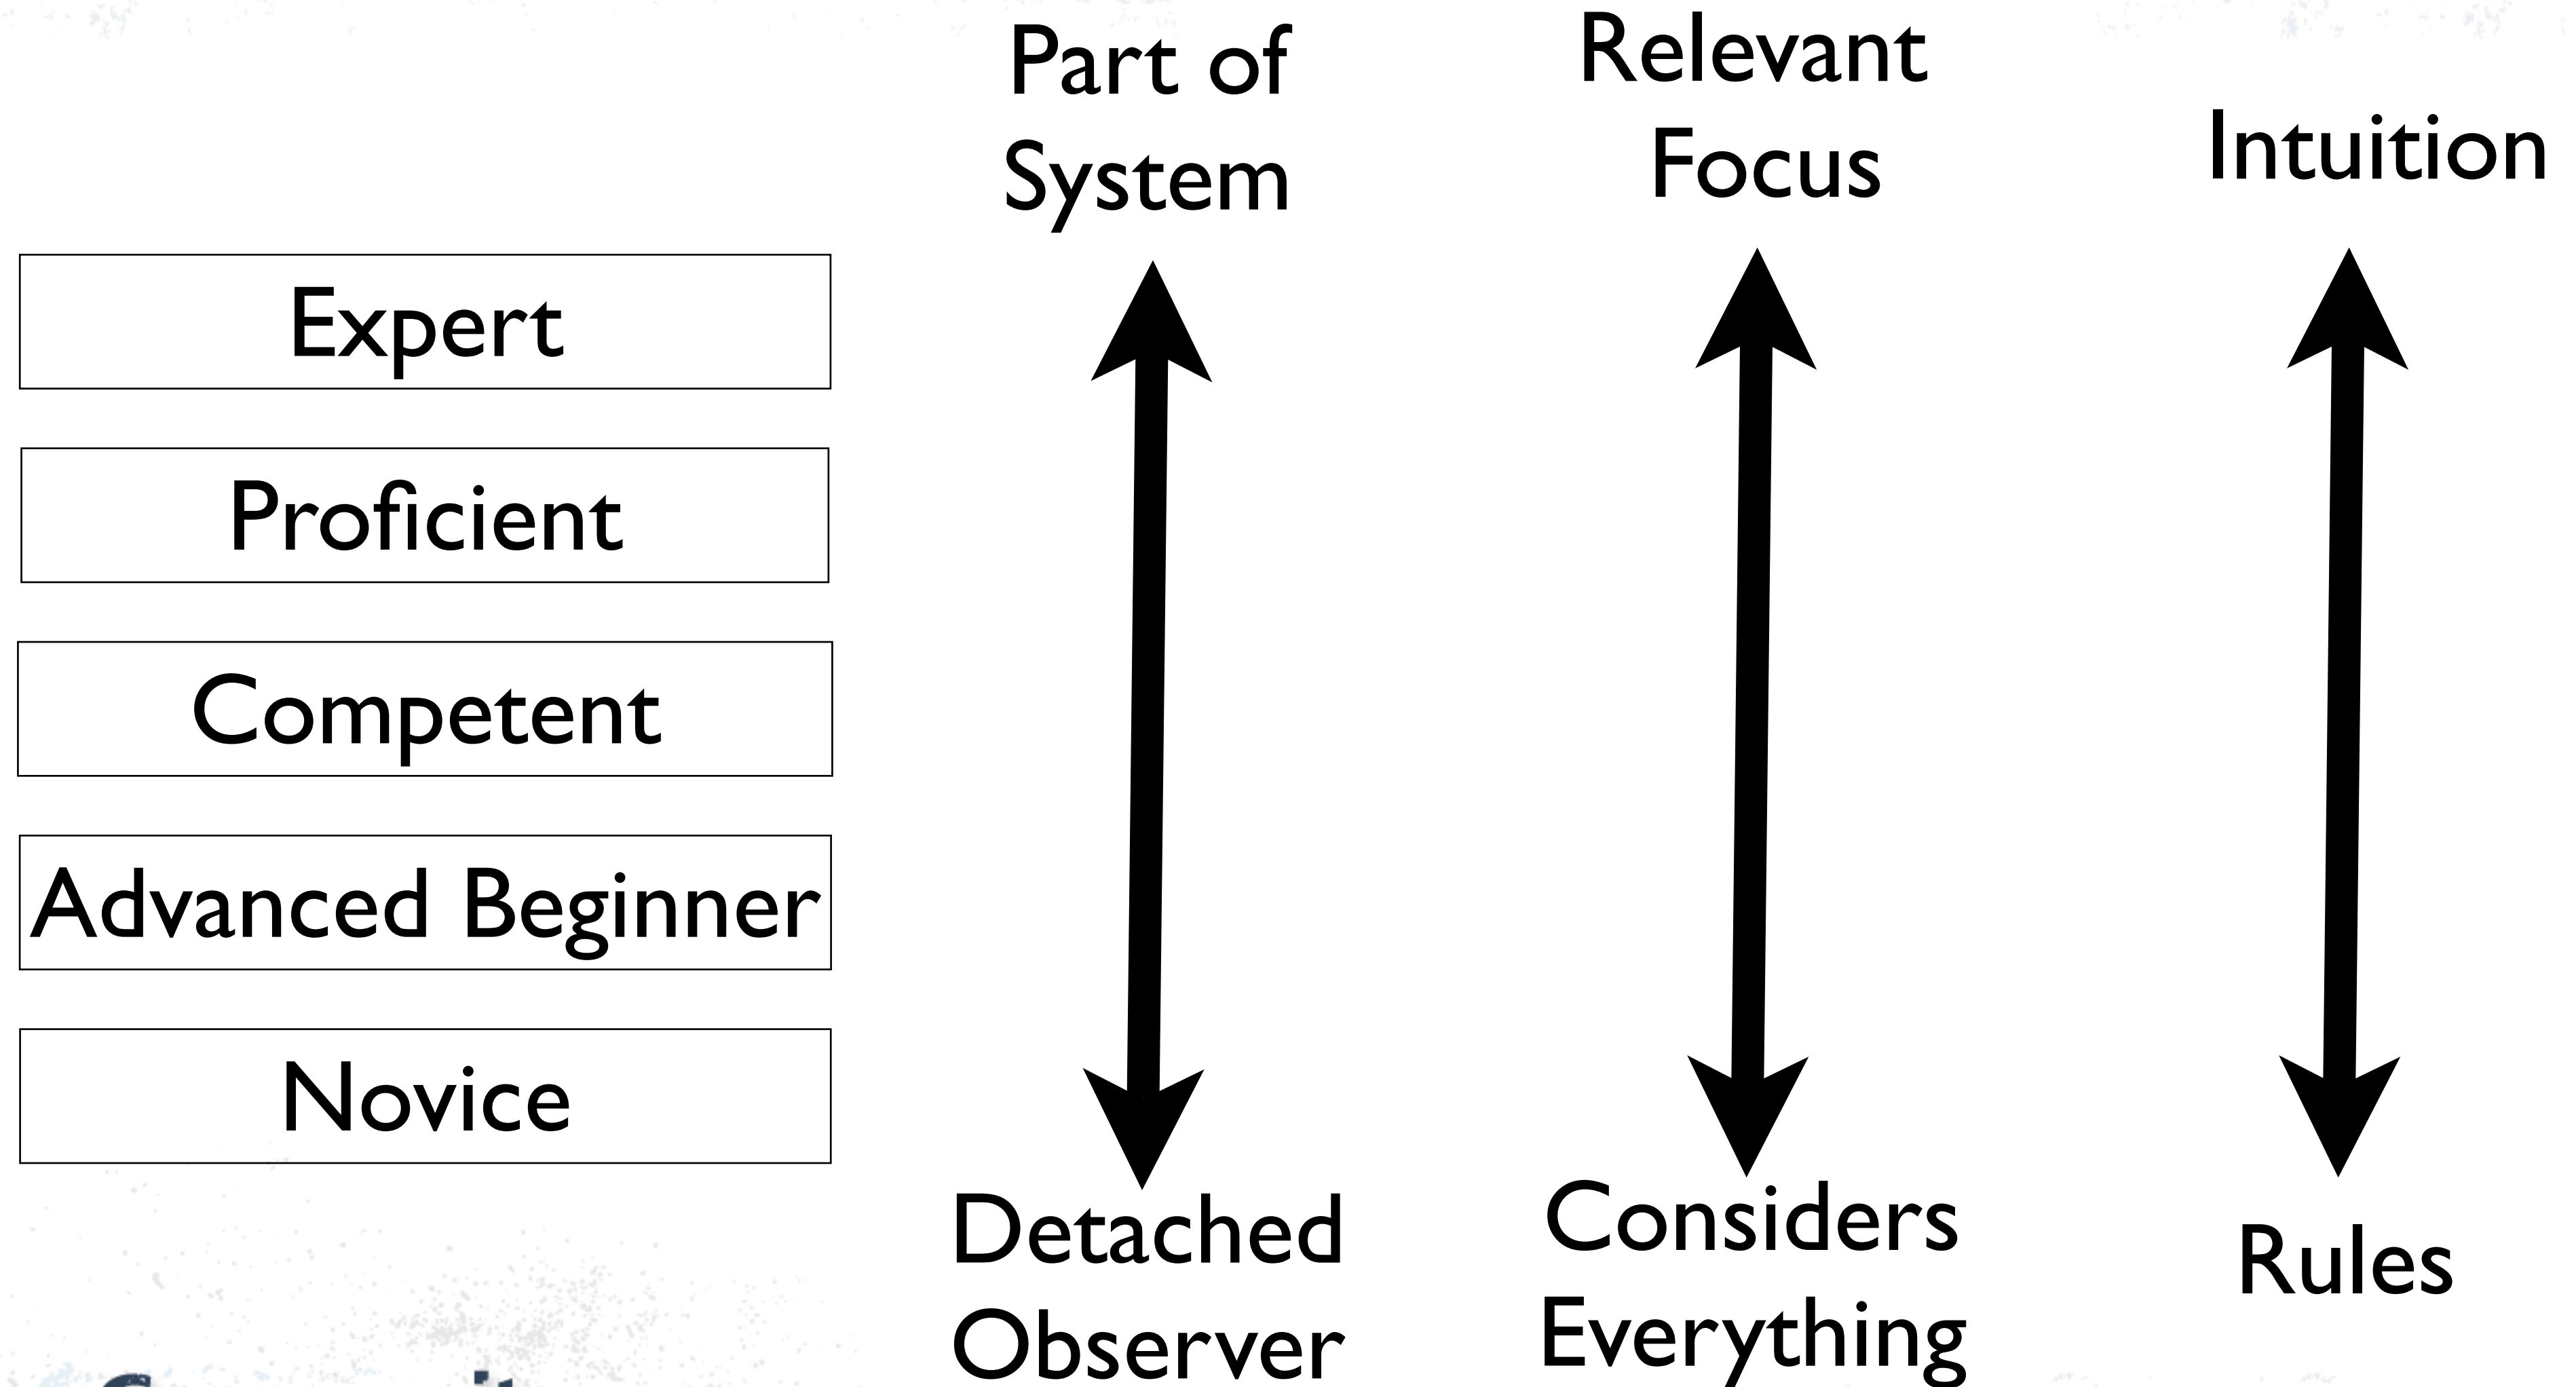 Part of
System
Relevant
Focus
Intuition
Expert
Proficient
Competent
Advanced Beginner
Novice
Detached
Observer
Considers
Everything
Rules